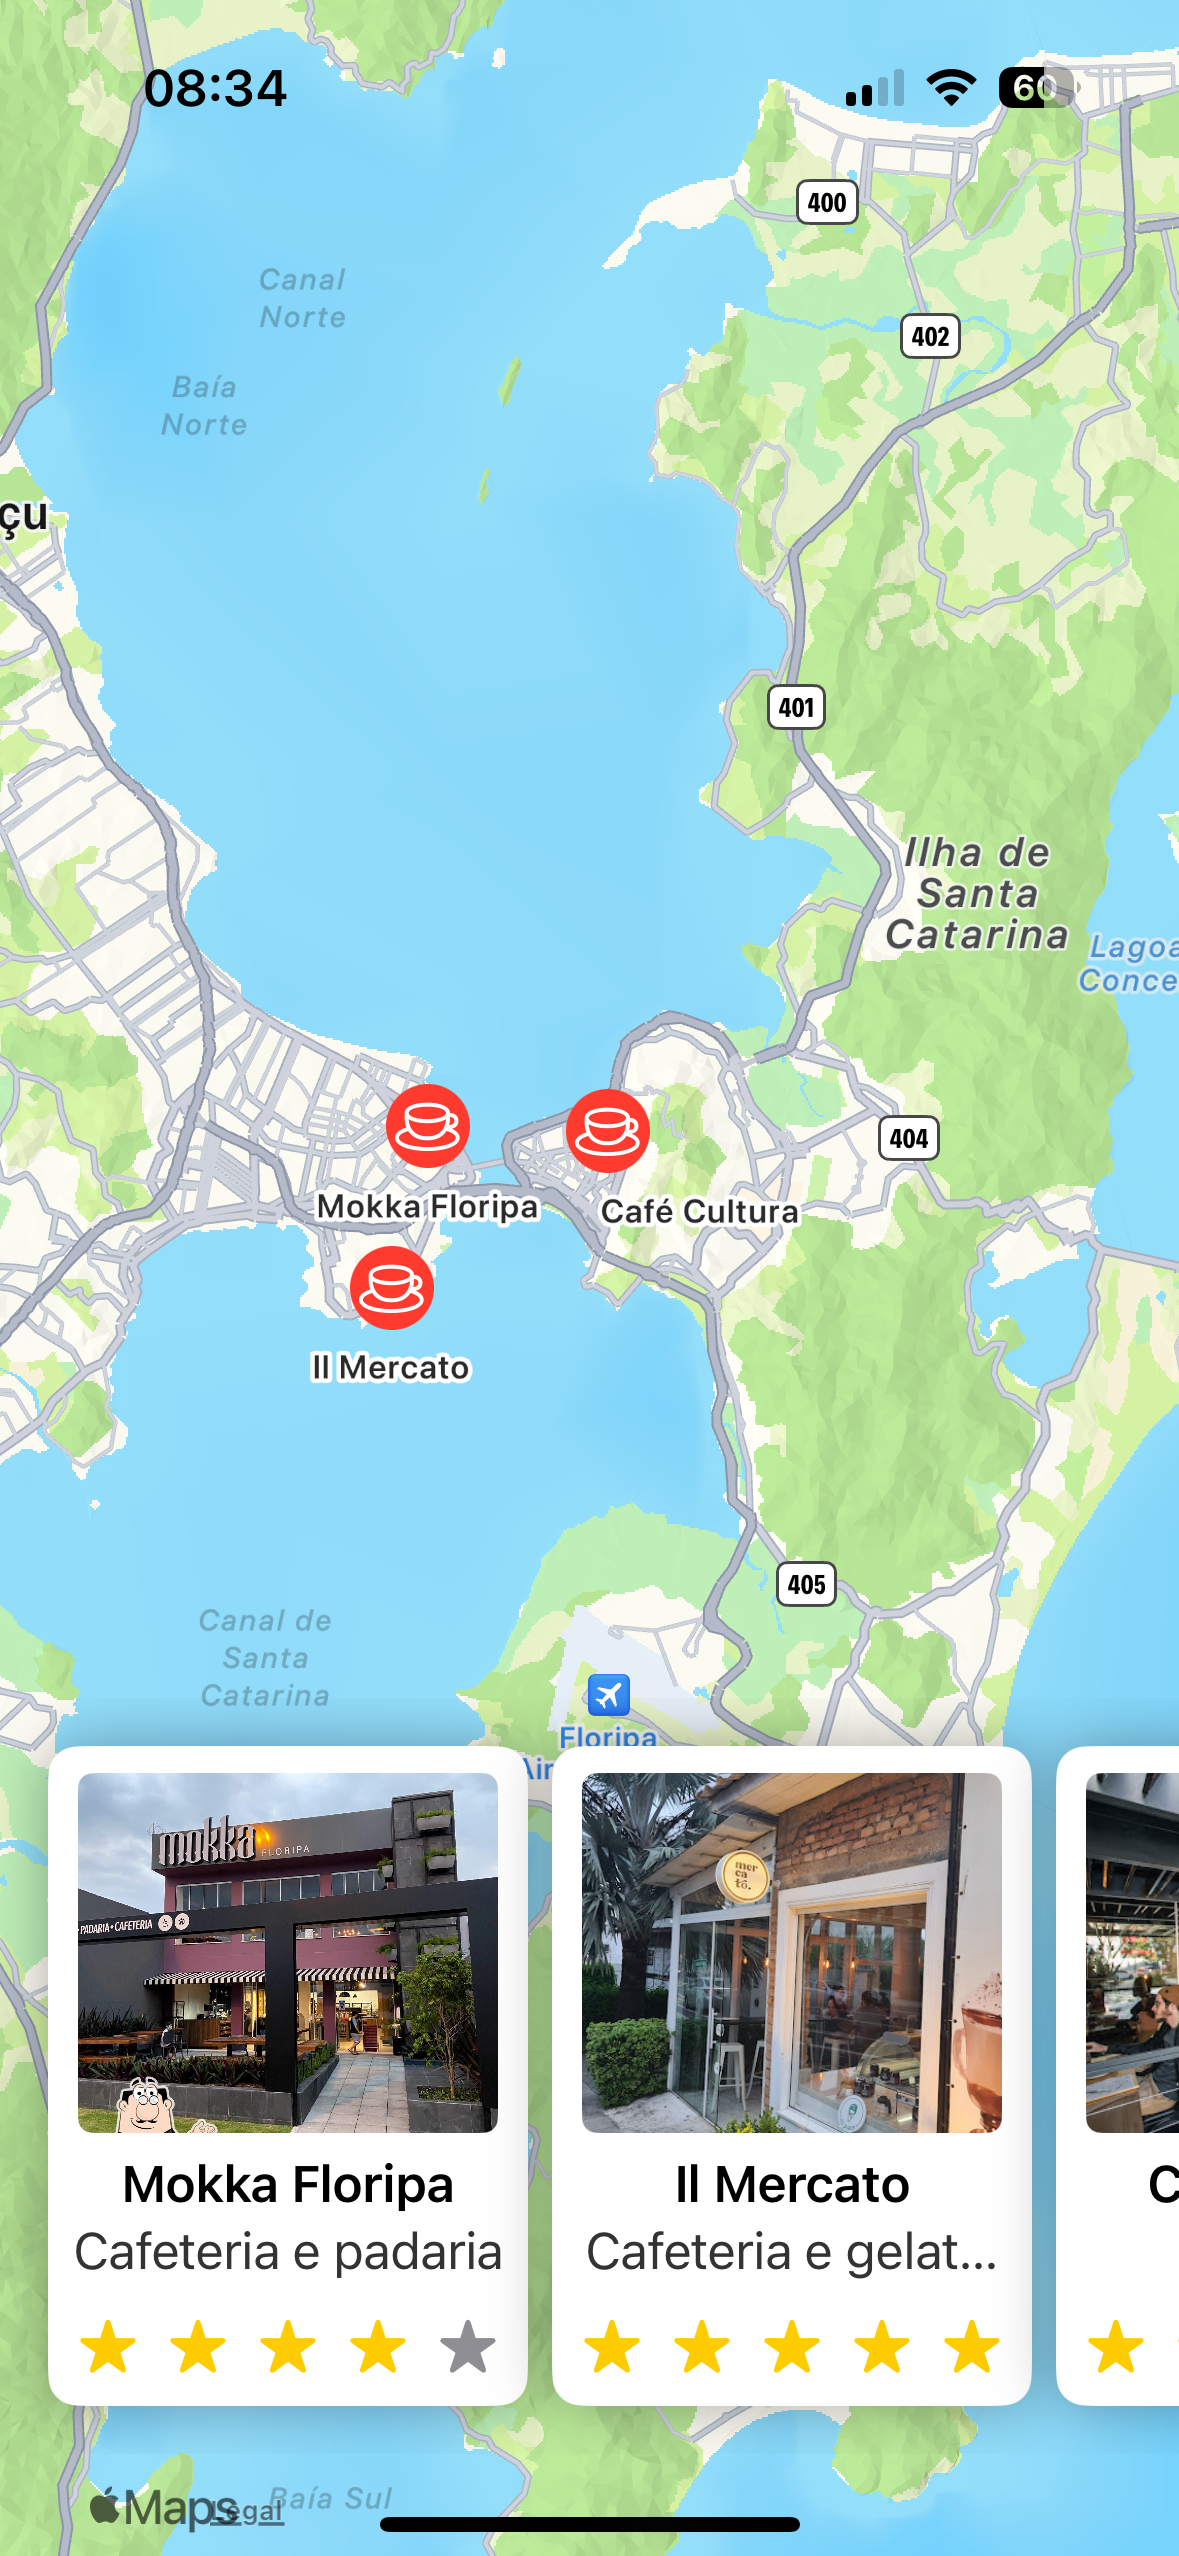 08:34
60
400
Canal
Norte
402
Baía
Norte
çu
401
Ilha de
Santa
Catarina
Lagoa
Conce
404
Mokka Floripa
Café Cultura
Il Mercato
405
Canal de
Santa
Catarina
Floripa
Air
mokka
FLORIPA
PADARIA • CAFETERIA
mer
ca
tō.
Mokka Floripa
Cafeteria e padaria
Il Mercato
Cafeteria e gelat...
C
Maps
Legal
Baía Sul